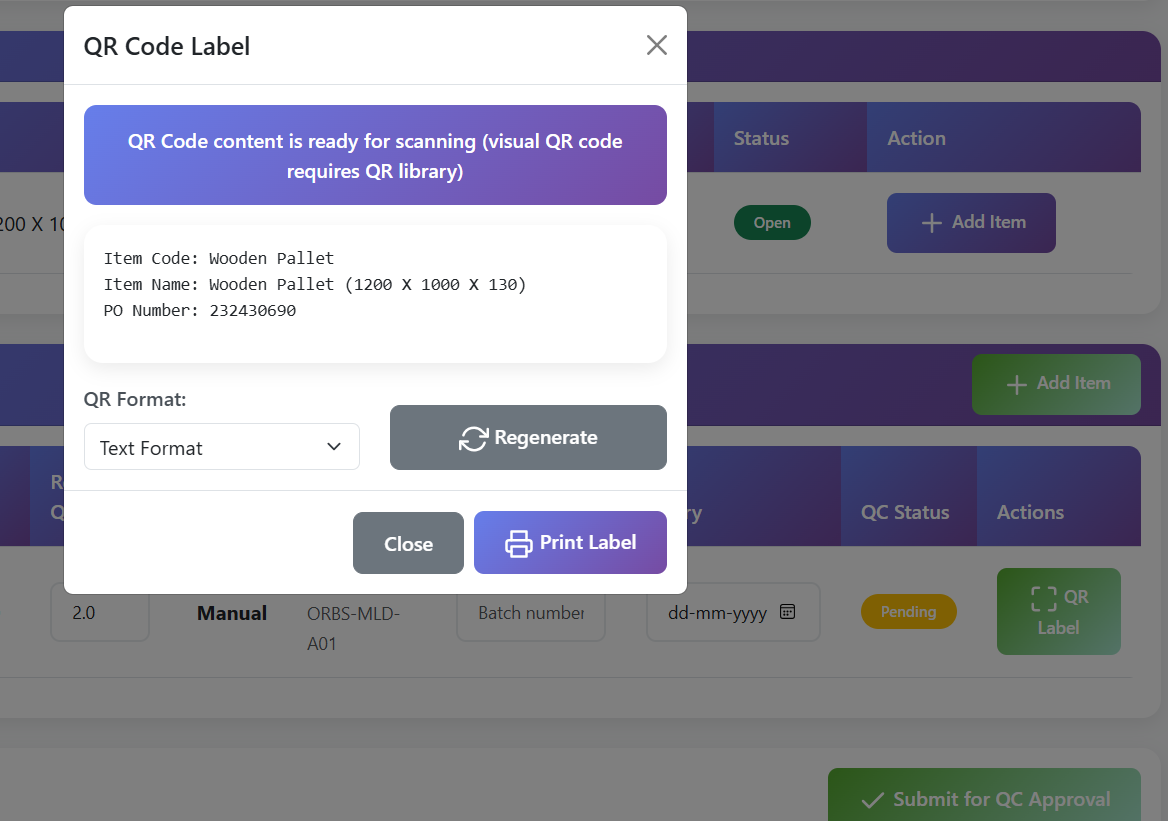 QR Code Label
QR Code content is ready for scanning (visual QR code
requires QR library)
Item Code: Wooden Pallet
Item Name: Wooden Pallet (1200 X 1000 X 130)
PO Number: 232430690
QR Format:
Text Format
Regenerate
Close
Print Label
Status
Action
200 X 10
Open
Add Item
Add Item
QC Status
Actions
2.0
Manual
ORBS-MLD-
A01
Batch number
dd-mm-yyyy
Pending
QR
Label
Submit for QC Approval